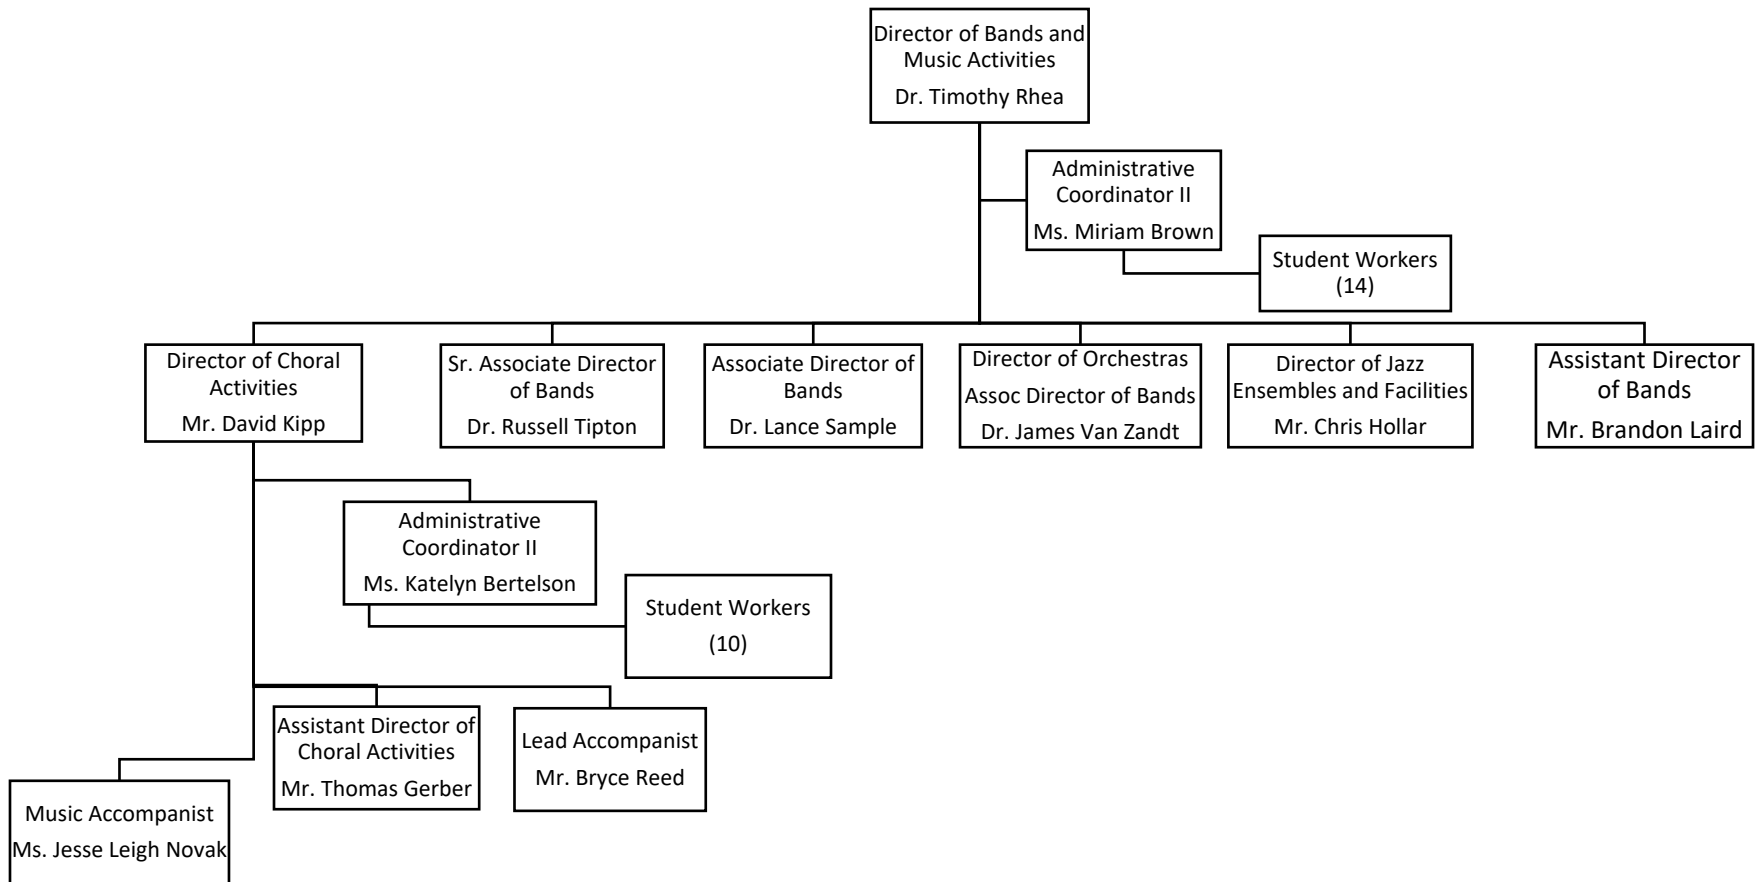 Director of Bands and
Music Activities
Dr. Timothy Rhea
Administrative
Coordinator II
Ms. Miriam Brown
Student Workers
(14)
Director of Choral
Activities
Mr. David Kipp
Sr. Associate Director
of Bands
Dr. Russell Tipton
Associate Director of
Bands
Dr. Lance Sample
Director of Orchestras
Assoc Director of Bands
Dr. James Van Zandt
Director of Jazz
Ensembles and Facilities
Mr. Chris Hollar
Assistant Director
of Bands
Mr. Brandon Laird
Administrative
Coordinator II
Ms. Katelyn Bertelson
Student Workers
(10)
Assistant Director of
Choral Activities
Mr. Thomas Gerber
Lead Accompanist
Mr. Bryce Reed
Music Accompanist
Ms. Jesse Leigh Novak